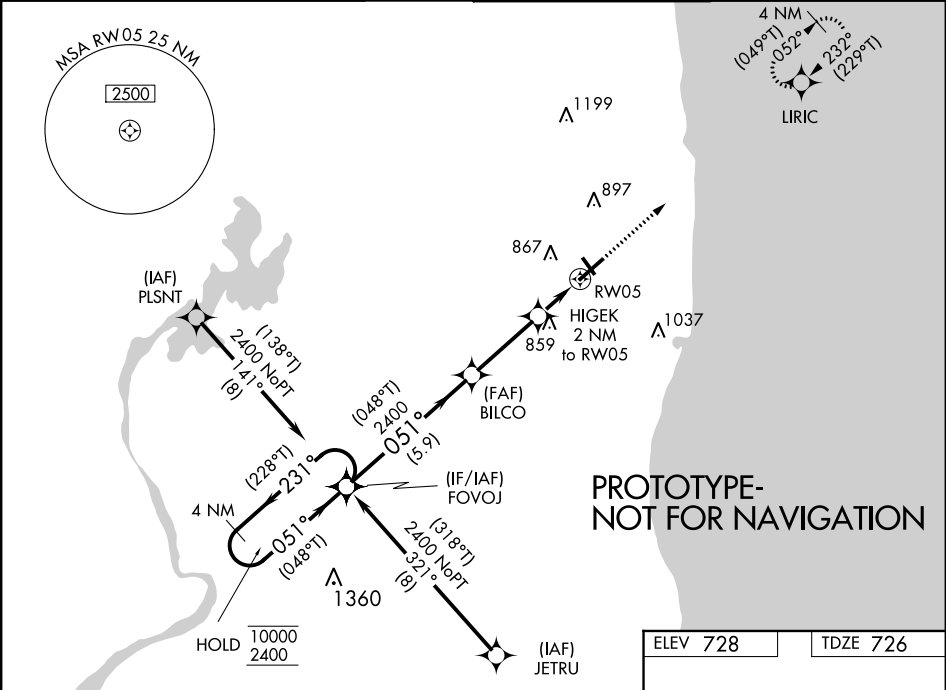 MSA RW05 25 NM
2500
4 NM
(049°T)
052°
232°
(229°T)
LIRIC
1199
897
867
RW05
HIGEK
2 NM
to RW05
859
1037
(IAF)
PLSNT
(138°T)
2400 NoPT
141°
(8)
(FAF)
BILCO
(048°T)
2400
051°
(5.9)
(228°T)
231°
4 NM
051°
(048°T)
(IF/IAF)
FOVOJ
PROTOTYPE-
NOT FOR NAVIGATION
(318°T)
2400 NoPT
321°
(8)
1360
HOLD
10000
2400
(IAF)
JETRU
ELEV 728
TDZE 726